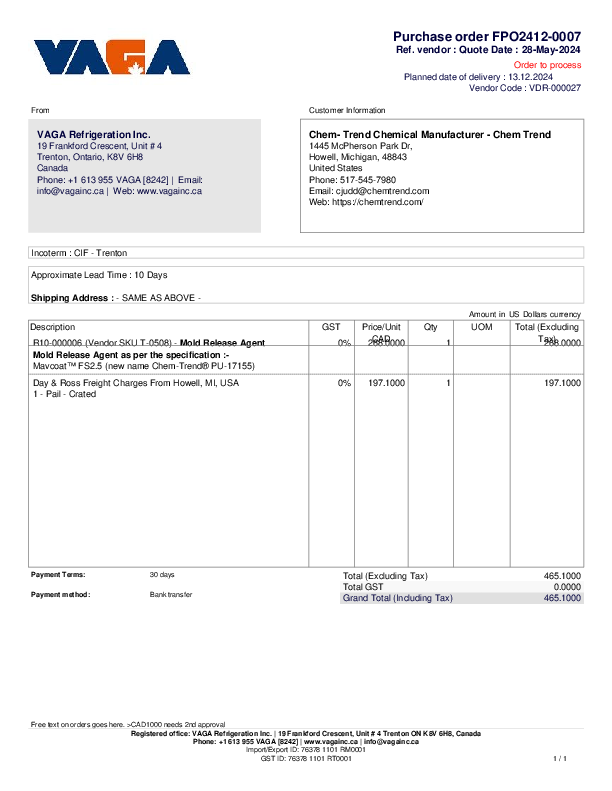 VAGA
Purchase order FPO2412-0007
Ref. vendor : Quote Date : 28-May-2024
Order to process
Planned date of delivery : 13.12.2024
Vendor Code : VDR-000027
From
Customer Information
VAGA Refrigeration Inc.
19 Frankford Crescent, Unit # 4
Trenton, Ontario, K8V 6H8
Canada
Phone: +1 613 955 VAGA [8242] | Email:
info@vagainc.ca | Web: www.vagainc.ca
Chem- Trend Chemical Manufacturer - Chem Trend
1445 McPherson Park Dr,
Howell, Michigan, 48843
United States
Phone: 517-545-7980
Email: cjudd@chemtrend.com
Web: https://chemtrend.com/
Incoterm : CIF - Trenton
Approximate Lead Time : 10 Days
Shipping Address : - SAME AS ABOVE -
Amount in US Dollars currency
Description GST Price/Unit CAD Qty UOM Total (Excluding Tax)
R10-000006 (Vendor SKU T-0508) - Mold Release Agent 0% 268.0000 1 268.0000
Mold Release Agent as per the specification :-
Mavcoat™ FS2.5 (new name Chem-Trend® PU-17155)
Day & Ross Freight Charges From Howell, MI, USA 0% 197.1000 1 197.1000
1 - Pail - Crated
Payment Terms: 30 days
Payment method: Bank transfer
Total (Excluding Tax) 465.1000
Total GST 0.0000
Grand Total (Including Tax) 465.1000
Free text on orders goes here. >CAD1000 needs 2nd approval
Registered office: VAGA Refrigeration Inc. | 19 Frankford Crescent, Unit # 4 Trenton ON K8V 6H8, Canada
Phone: +1 613 955 VAGA [8242] | www.vagainc.ca | info@vagainc.ca
Import/Export ID: 76378 1101 RM0001
GST ID: 76378 1101 RT0001
1 / 1